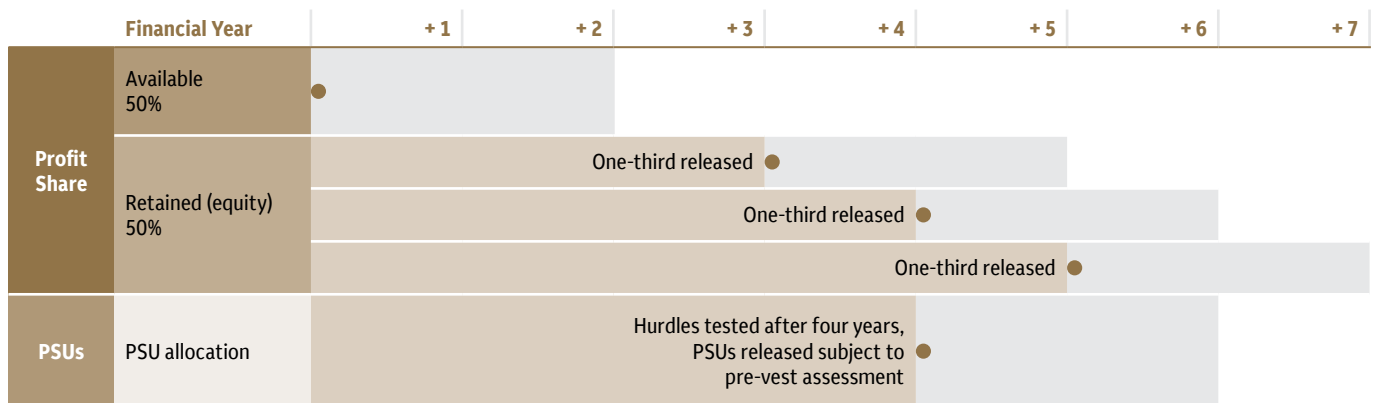 Financial Year
+ 1
+ 2
+ 3
+ 4
+ 5
+ 6
+ 7
Profit
Share
Available
50%
Retained (equity)
50%
One-third released
One-third released
One-third released
PSUs
PSU allocation
Hurdles tested after four years,
PSUs released subject to
pre-vest assessment